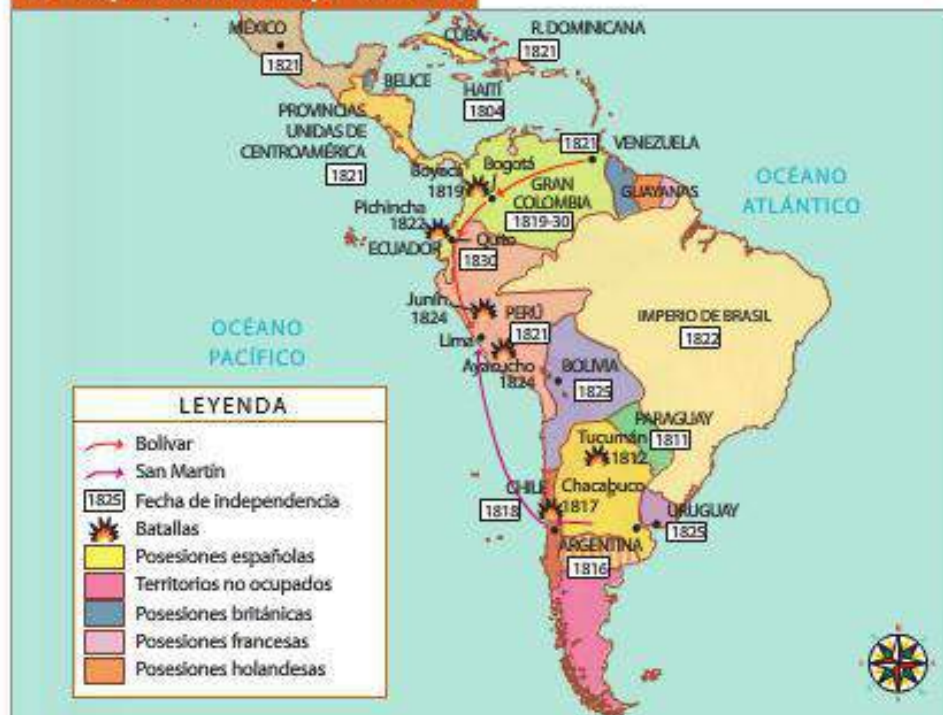 MÉXICO
1821
CUBA
R. DOMINICANA
1821
BELICE
HAITÍ
1804
PROVINCIAS
UNIDAS DE
CENTROAMÉRICA
1821
1821
VENEZUELA
Boyacá
1819
Bogotá
GRAN
COLOMBIA
1819-30
GUAYANAS
OCÉANO
ATLÁNTICO
Pichincha
1822
ECUADOR
Quito
1830
Junín
1824
PERÚ
1821
Lima
Ayacucho
1824
IMPERIO DE BRASIL
1822
OCÉANO
PACÍFICO
BOLIVIA
1825
PARAGUAY
1811
Tucumán
1812
CHILE
1818
Chacabuco
1817
URUGUAY
1825
ARGENTINA
1816
LEYENDA
Bolívar
San Martín
1825 Fecha de independencia
Batallas
Posesiones españolas
Territorios no ocupados
Posesiones británicas
Posesiones francesas
Posesiones holandesas